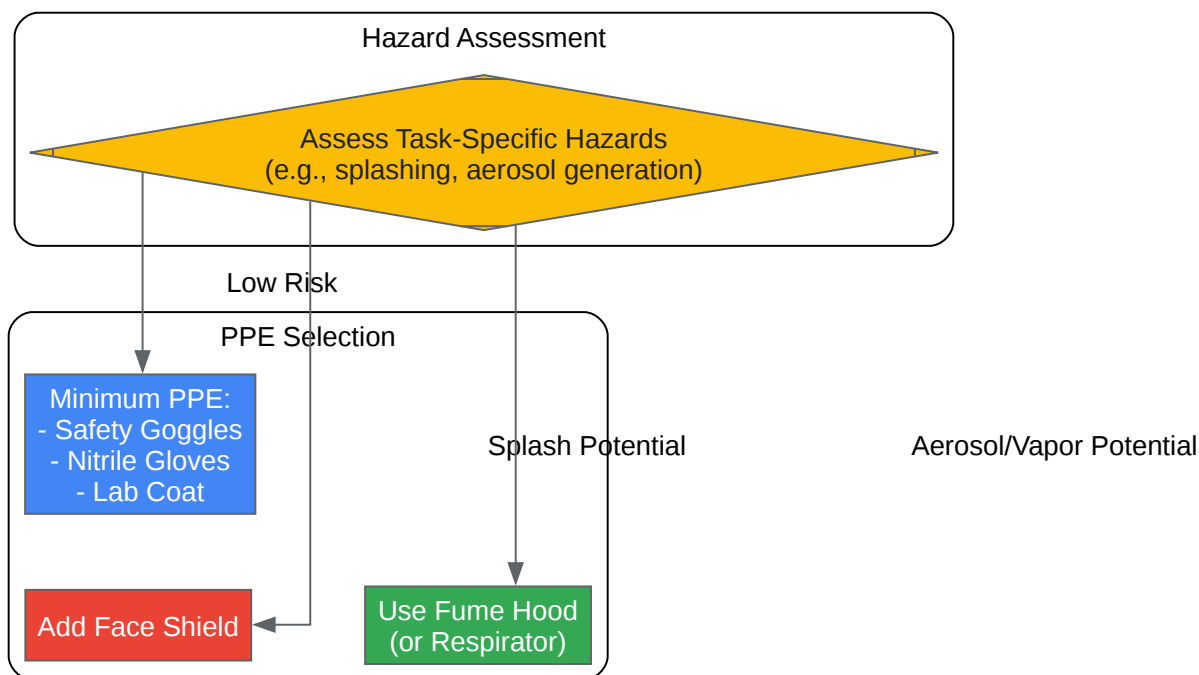 Hazard Assessment
Assess Task-Specific Hazards
(e.g., splashing, aerosol generation)
Low Risk
PPE Selection
Minimum PPE:
- Safety Goggles
- Nitrile Gloves
- Lab Coat
Splash Potential
Aerosol/Vapor Potential
Add Face Shield
Use Fume Hood
(or Respirator)